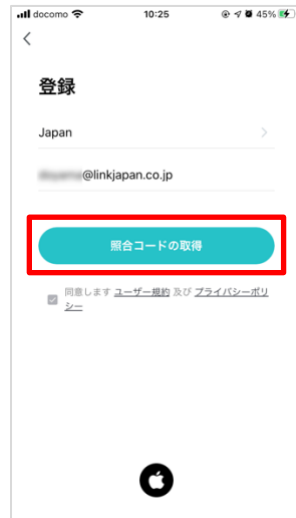 docomo 10:25 45%
登録
Japan
@linkjapan.co.jp
照合コードの取得
同意します ユーザー規約 及び プライバシーポリ
シー